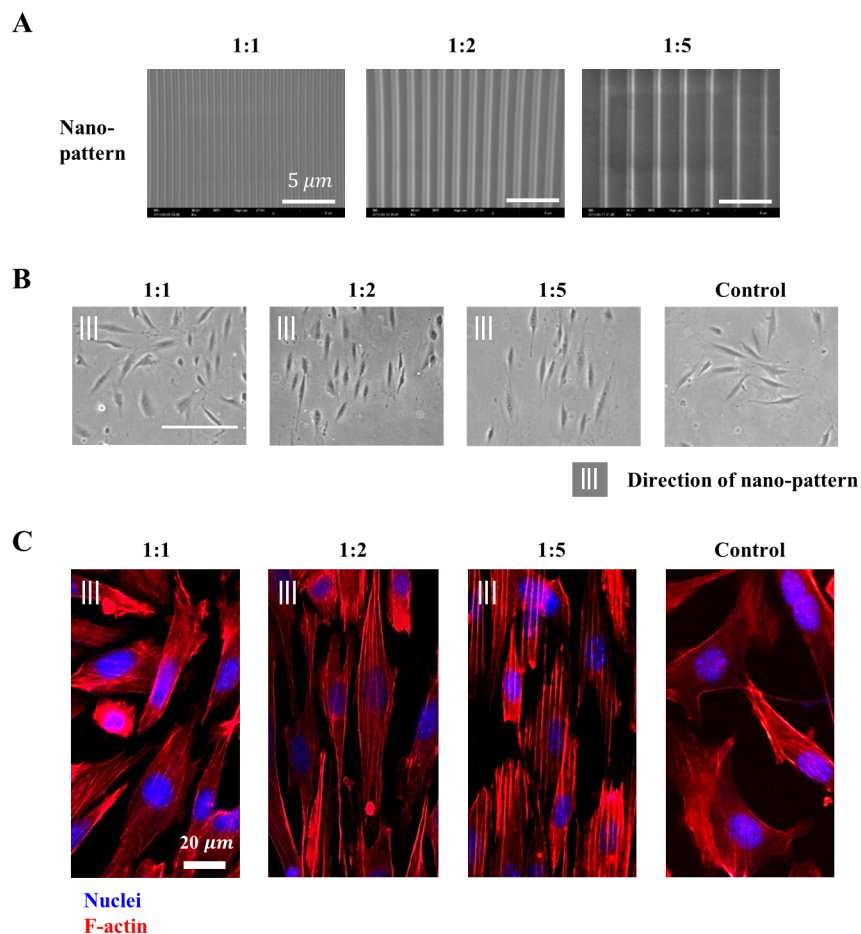 A
1:1
1:2
1:5
Nano-
pattern
5 μm
B
1:1
1:2
1:5
Control
Direction of nano-pattern
C
1:1
1:2
1:5
Control
20 μm
Nuclei
F-actin